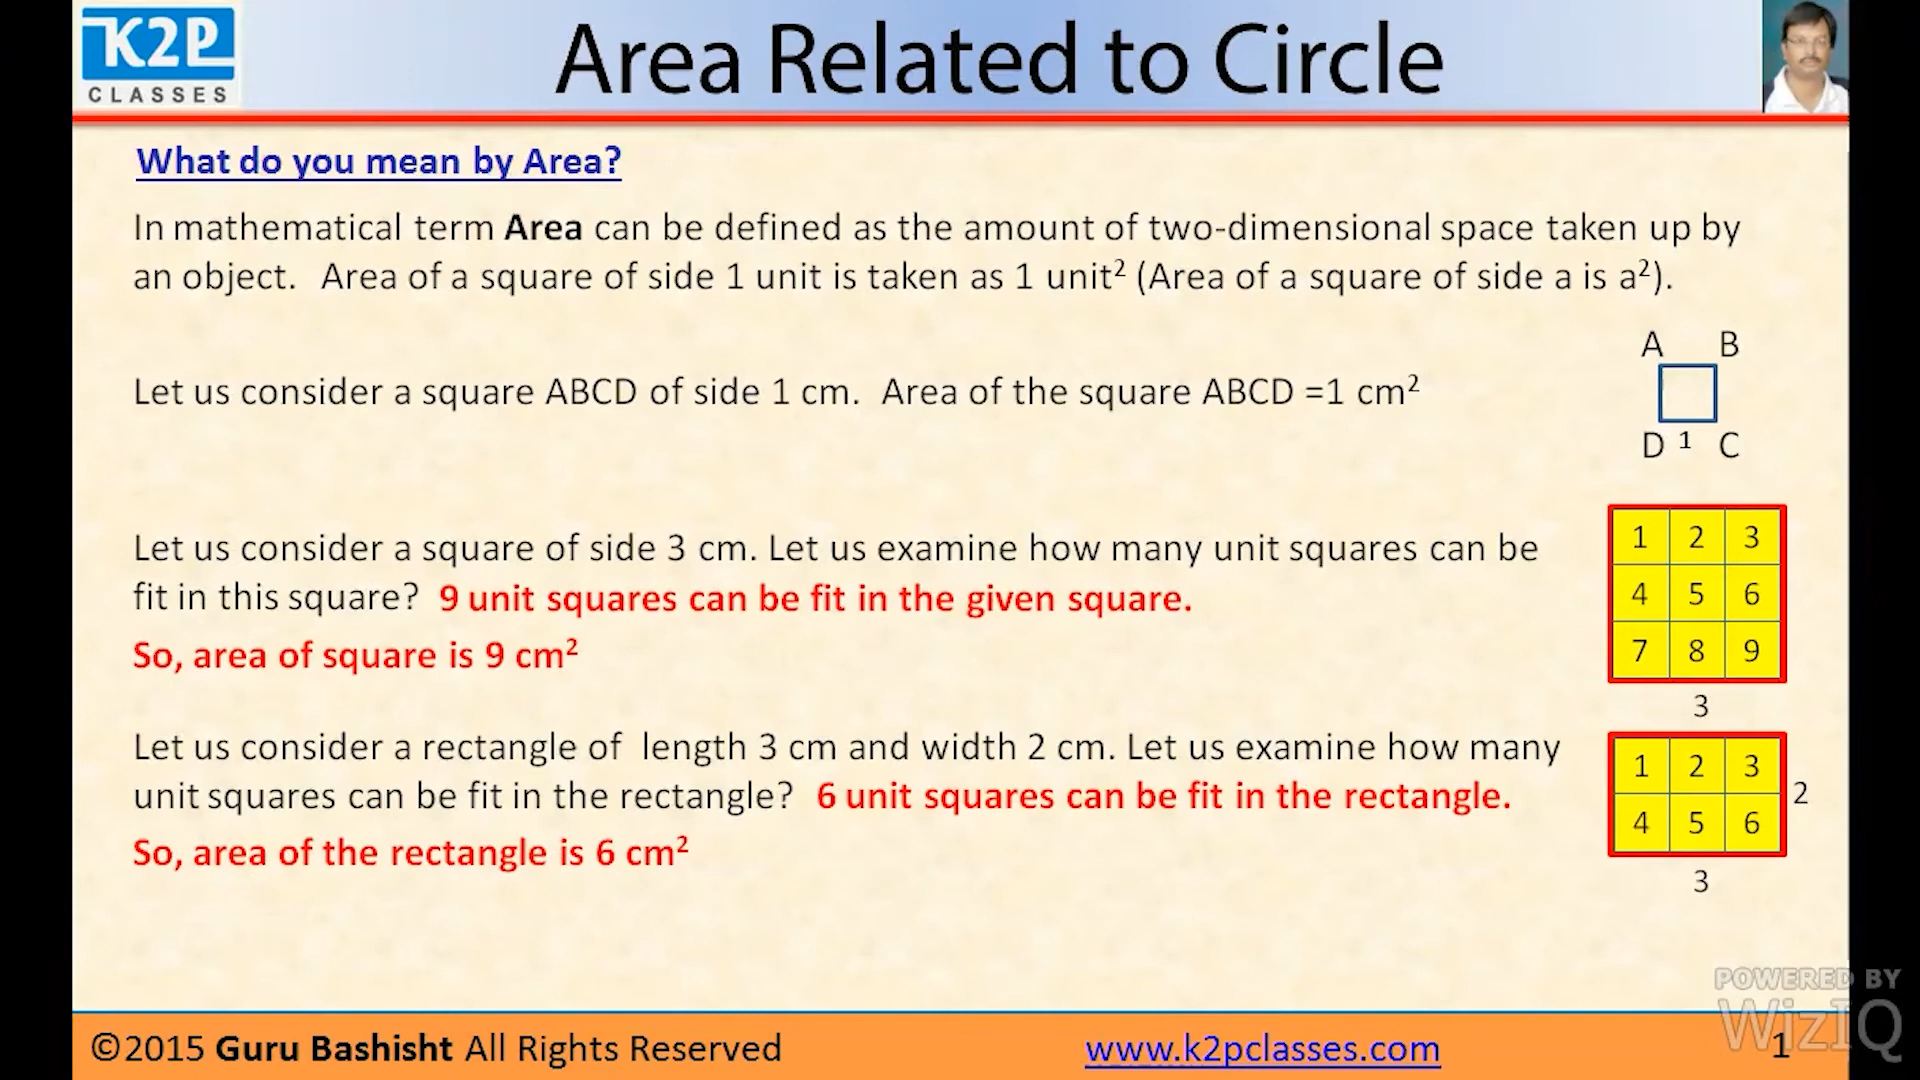 K2P
CLASSES
Area Related to Circle
What do you mean by Area?
In mathematical term Area can be defined as the amount of two-dimensional space taken up by
an object. Area of a square of side 1 unit is taken as 1 unit² (Area of a square of side a is a²).
A B
Let us consider a square ABCD of side 1 cm. Area of the square ABCD =1 cm²
D 1 C
Let us consider a square of side 3 cm. Let us examine how many unit squares can be
fit in this square? 9 unit squares can be fit in the given square.
So, area of square is 9 cm²
1 2 3
4 5 6
7 8 9
3
Let us consider a rectangle of length 3 cm and width 2 cm. Let us examine how many
unit squares can be fit in the rectangle? 6 unit squares can be fit in the rectangle.
So, area of the rectangle is 6 cm²
1 2 3
2
4 5 6
3
POWERED BY
WizIQ
©2015 Guru Bashisht All Rights Reserved
www.k2pclasses.com
1